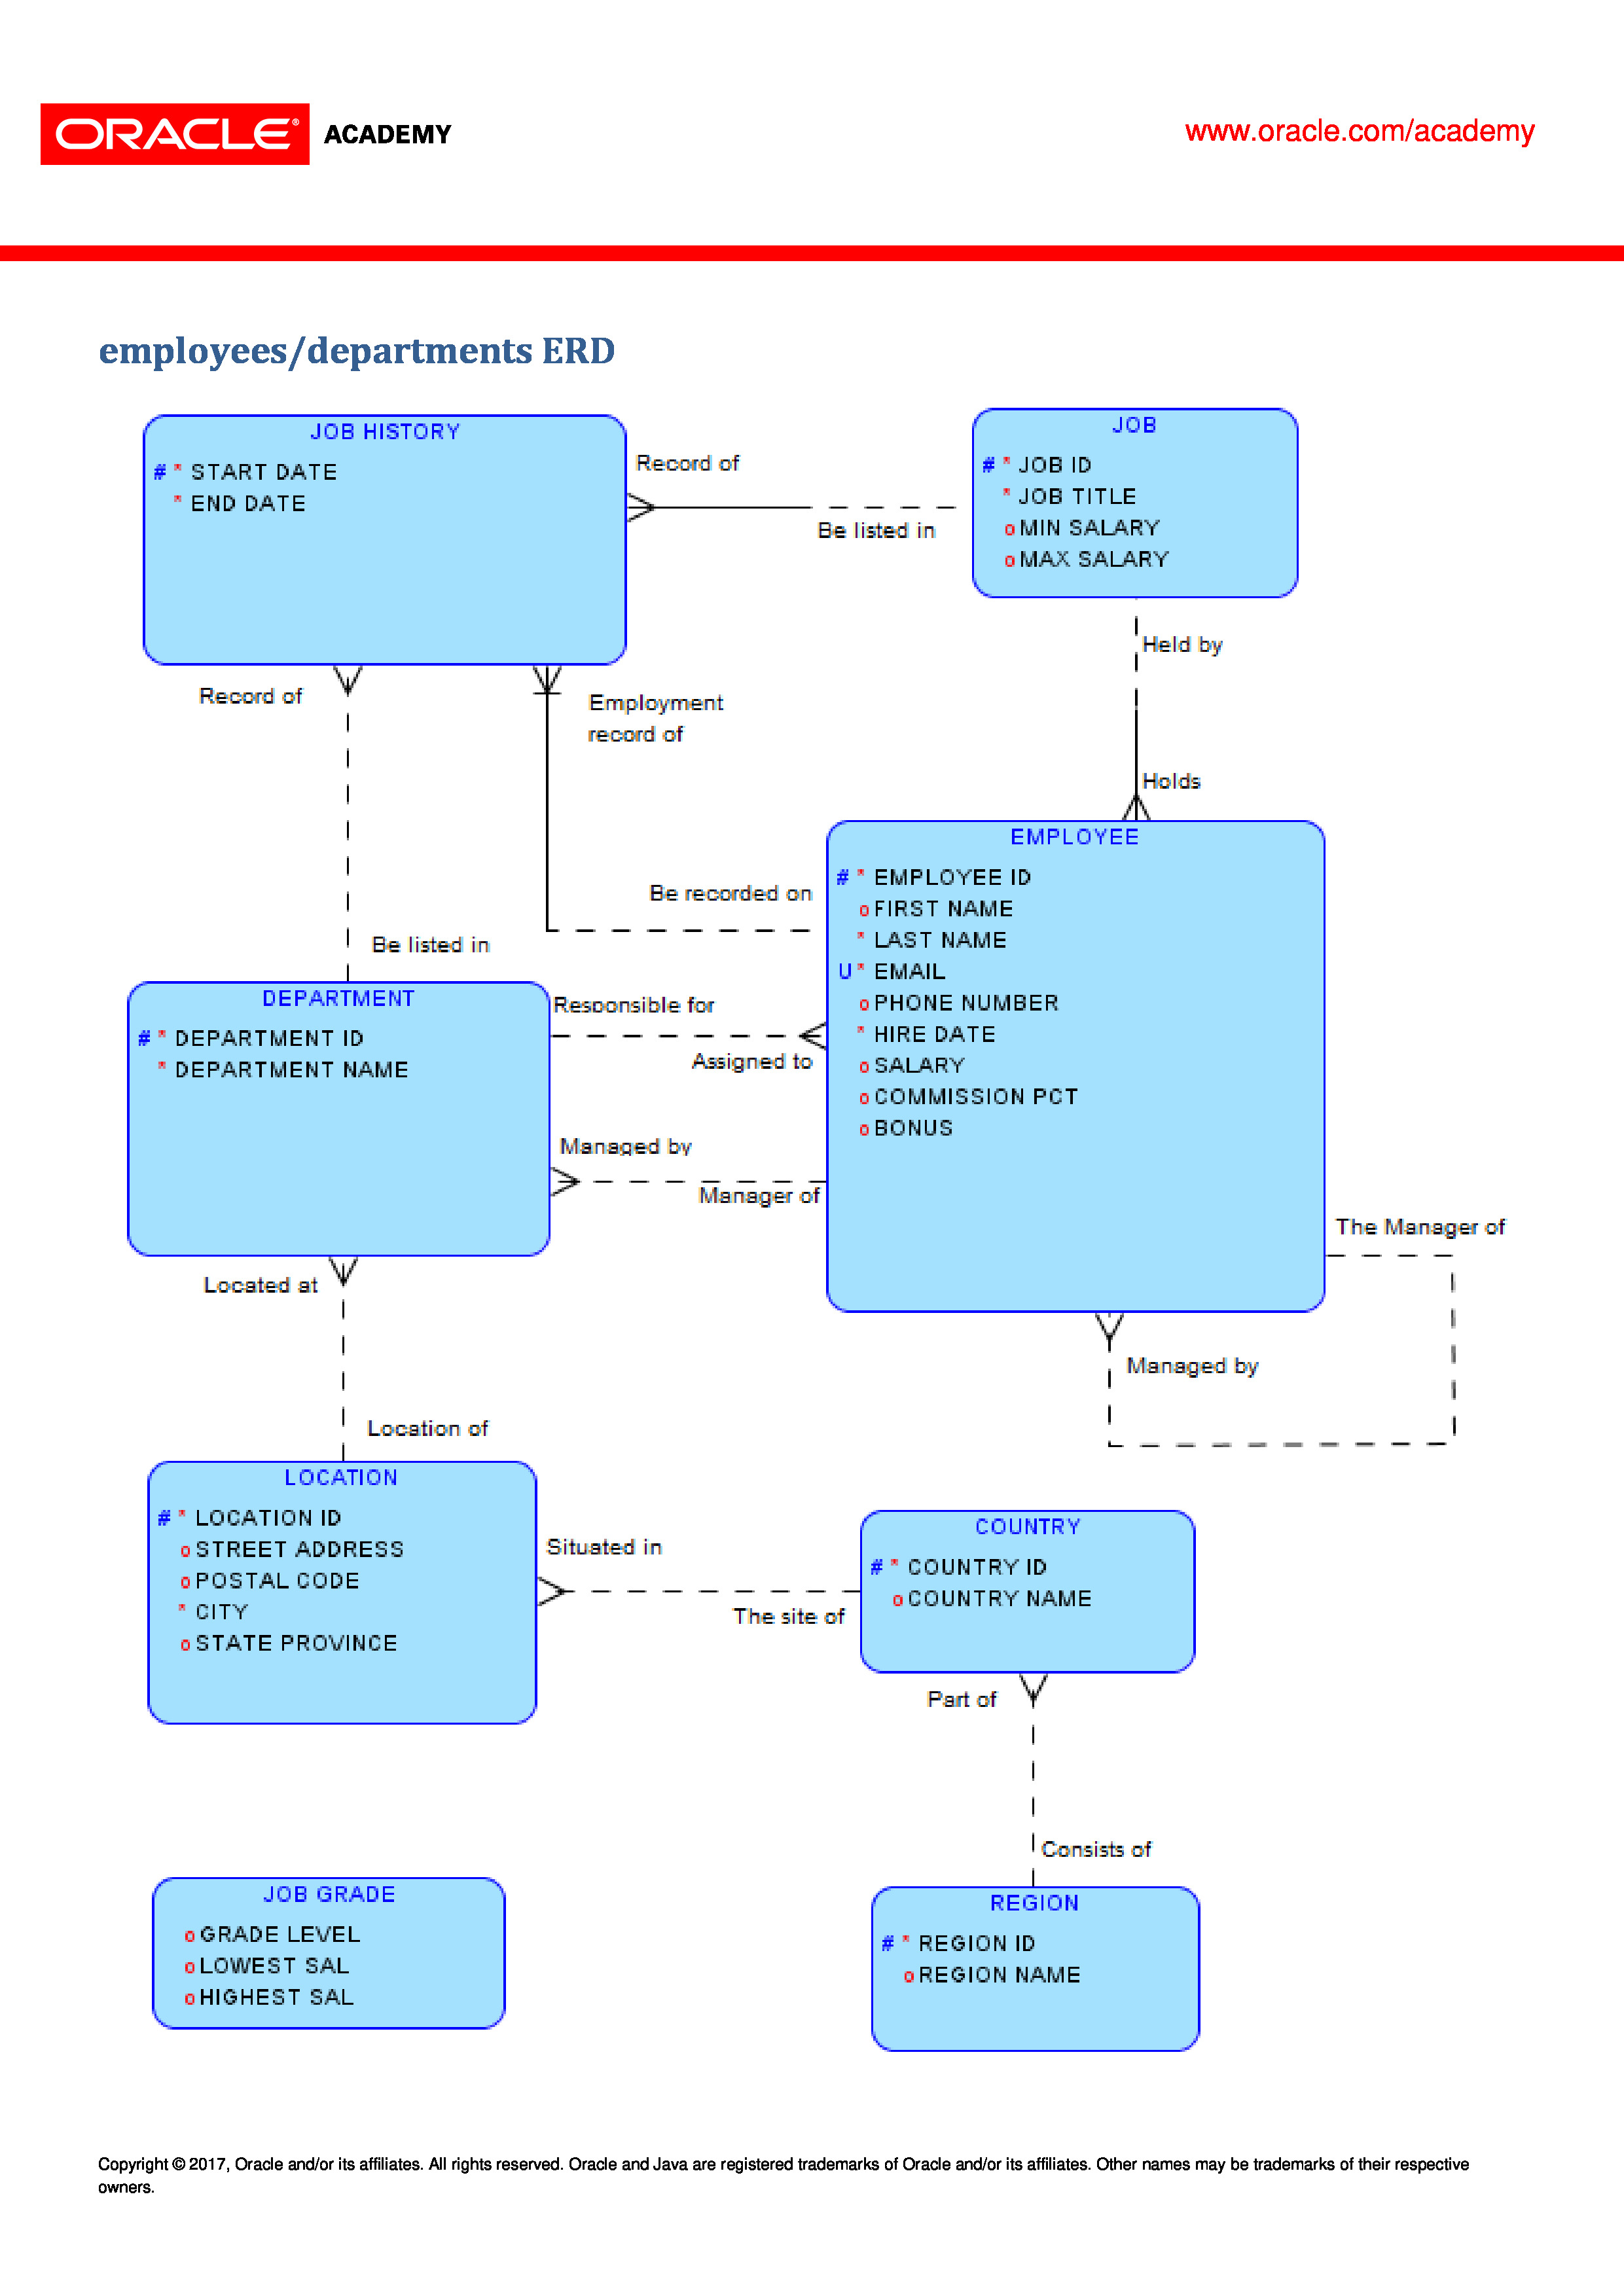 ORACLE® ACADEMY
www.oracle.com/academy
employees/departments ERD
JOB HISTORY
# * START DATE
* END DATE
Record of
Be listed in
JOB
# * JOB ID
* JOB TITLE
o MIN SALARY
o MAX SALARY
Record of
Employment
record of
Held by
Holds
Be recorded on
Be listed in
EMPLOYEE
# * EMPLOYEE ID
o FIRST NAME
* LAST NAME
U * EMAIL
o PHONE NUMBER
* HIRE DATE
o SALARY
o COMMISSION PCT
o BONUS
DEPARTMENT
# * DEPARTMENT ID
* DEPARTMENT NAME
Responsible for
Assigned to
Managed by
Manager of
The Manager of
Managed by
Located at
Location of
LOCATION
# * LOCATION ID
o STREET ADDRESS
o POSTAL CODE
* CITY
o STATE PROVINCE
Situated in
The site of
COUNTRY
# * COUNTRY ID
o COUNTRY NAME
Part of
Consists of
JOB GRADE
o GRADE LEVEL
o LOWEST SAL
o HIGHEST SAL
REGION
# * REGION ID
o REGION NAME
Copyright © 2017, Oracle and/or its affiliates. All rights reserved. Oracle and Java are registered trademarks of Oracle and/or its affiliates. Other names may be trademarks of their respective
owners.